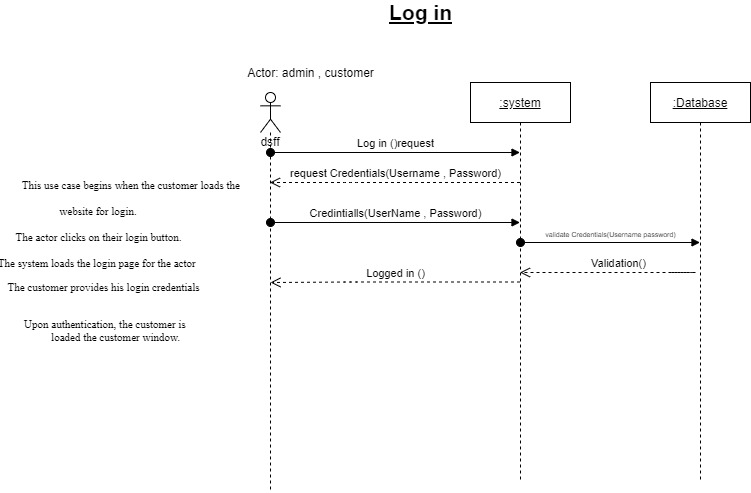 Log in
Actor: admin , customer
:system
:Database
dsff
Log in ()request
request Credentials(Username , Password)
This use case begins when the customer loads the
website for login.
Credintialls(UserName , Password)
The actor clicks on their login button.
validate Credentials(Username password)
The system loads the login page for the actor
Validation()
Logged in ()
The customer provides his login credentials
Upon authentication, the customer is
loaded the customer window.